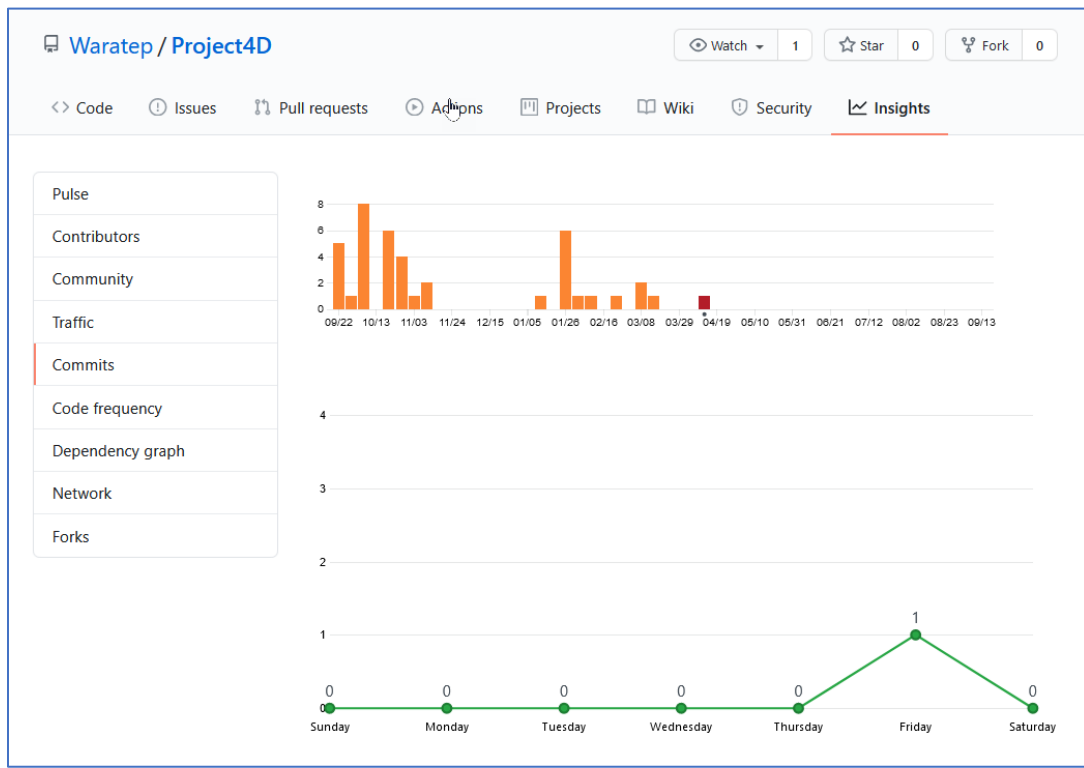 Waratep / Project4D
Watch 1 Star 0 Fork 0
Code Issues Pull requests Actions Projects Wiki Security Insights
Pulse
Contributors
Community
Traffic
Commits
Code frequency
Dependency graph
Network
Forks
8
6
4
2
0
09/22 10/13 11/03 11/24 12/15 01/05 01/26 02/16 03/08 03/29 04/19 05/10 05/31 06/21 07/12 08/02 08/23 09/13
4
3
2
1
1
0 0 0 0 0 0
0
Sunday Monday Tuesday Wednesday Thursday Friday Saturday